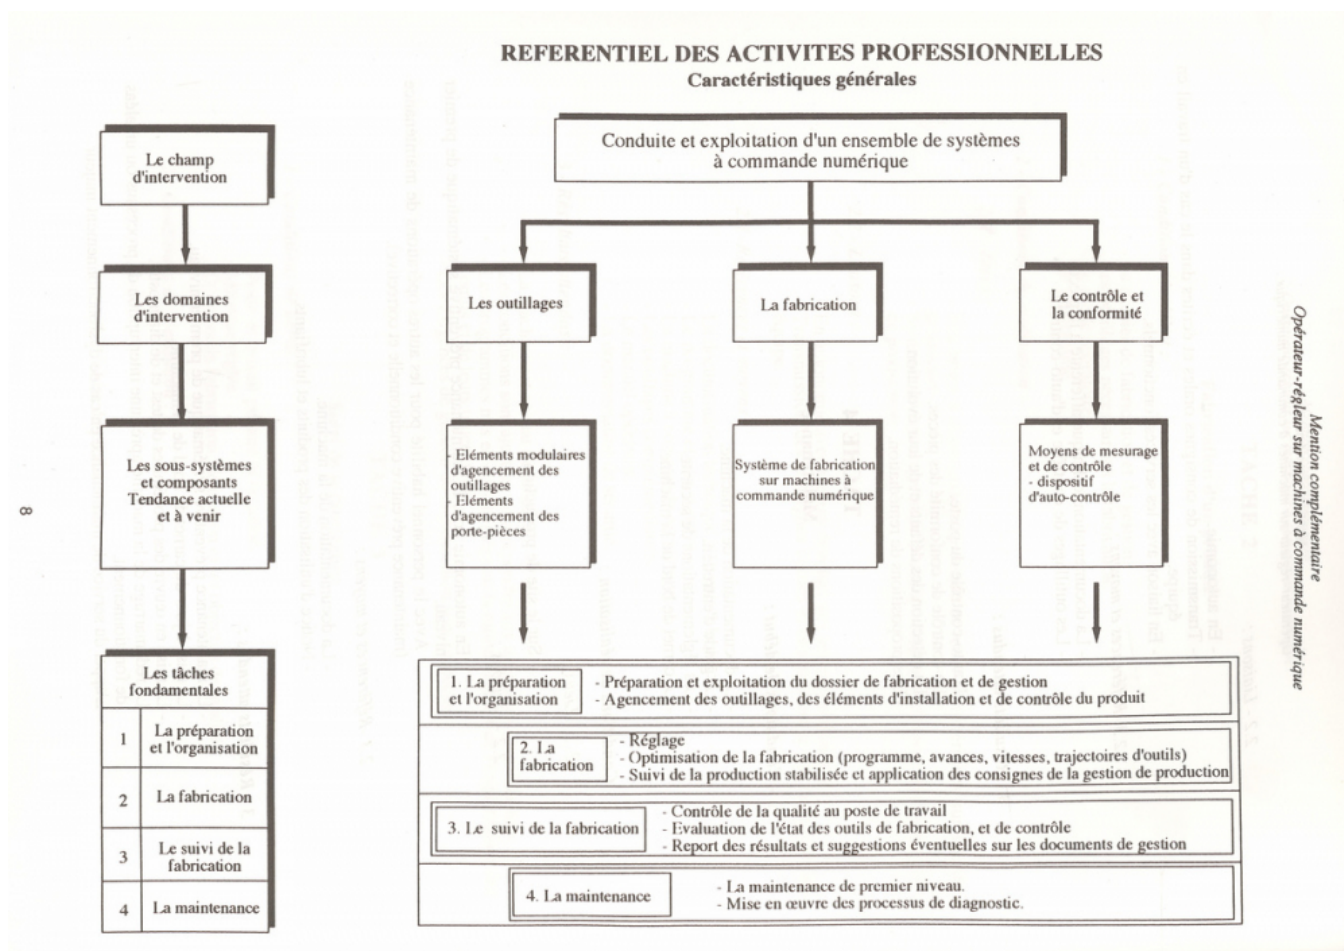 REFERENTIEL DES ACTIVITES PROFESSIONNELLES
Caractéristiques générales
Le champ
d'intervention
Conduite et exploitation d'un ensemble de systèmes
à commande numérique
Les domaines
d'intervention
Les outillages
La fabrication
Le contrôle et
la conformité
Les sous-systèmes
et composants
Tendance actuelle
et à venir
- Eléments modulaires
d'agencement des
outillages
- Eléments
d'agencement des
porte-pièces
Système de fabrication
sur machines à
commande numérique
Moyens de mesurage
et de contrôle
- dispositif
d'auto-contrôle
Les tâches
fondamentales
1
La préparation
et l'organisation
2
La fabrication
3
Le suivi de la
fabrication
4
La maintenance
1. La préparation
et l'organisation
- Préparation et exploitation du dossier de fabrication et de gestion
- Agencement des outillages, des éléments d'installation et de contrôle du produit
2. La
fabrication
- Réglage
- Optimisation de la fabrication (programme, avances, vitesses, trajectoires d'outils)
- Suivi de la production stabilisée et application des consignes de la gestion de production
3. Le suivi de la fabrication
- Contrôle de la qualité au poste de travail
- Evaluation de l'état des outils de fabrication, et de contrôle
- Report des résultats et suggestions éventuelles sur les documents de gestion
4. La maintenance
- La maintenance de premier niveau.
- Mise en œuvre des processus de diagnostic.
Mention complémentaire
Opérateur-régleur sur machines à commande numérique
8